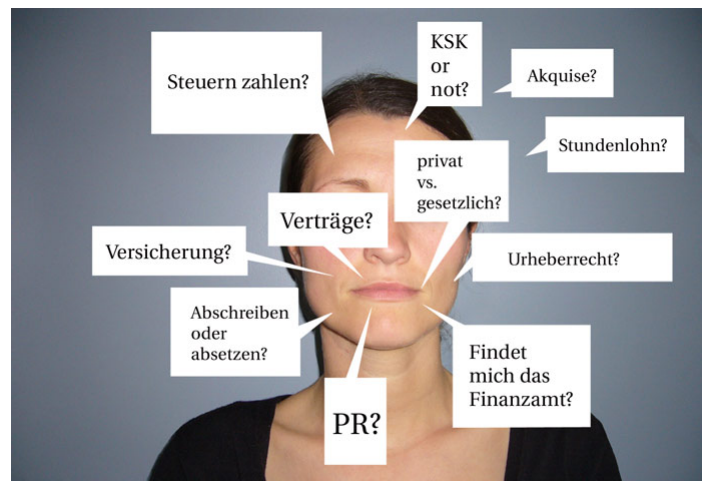 Steuern zahlen?
KSK
or
not?
Akquise?
Stundenlohn?
privat
vs.
gesetzlich?
Verträge?
Versicherung?
Urheberrecht?
Abschreiben
oder
absetzen?
Findet
mich das
Finanzamt?
PR?